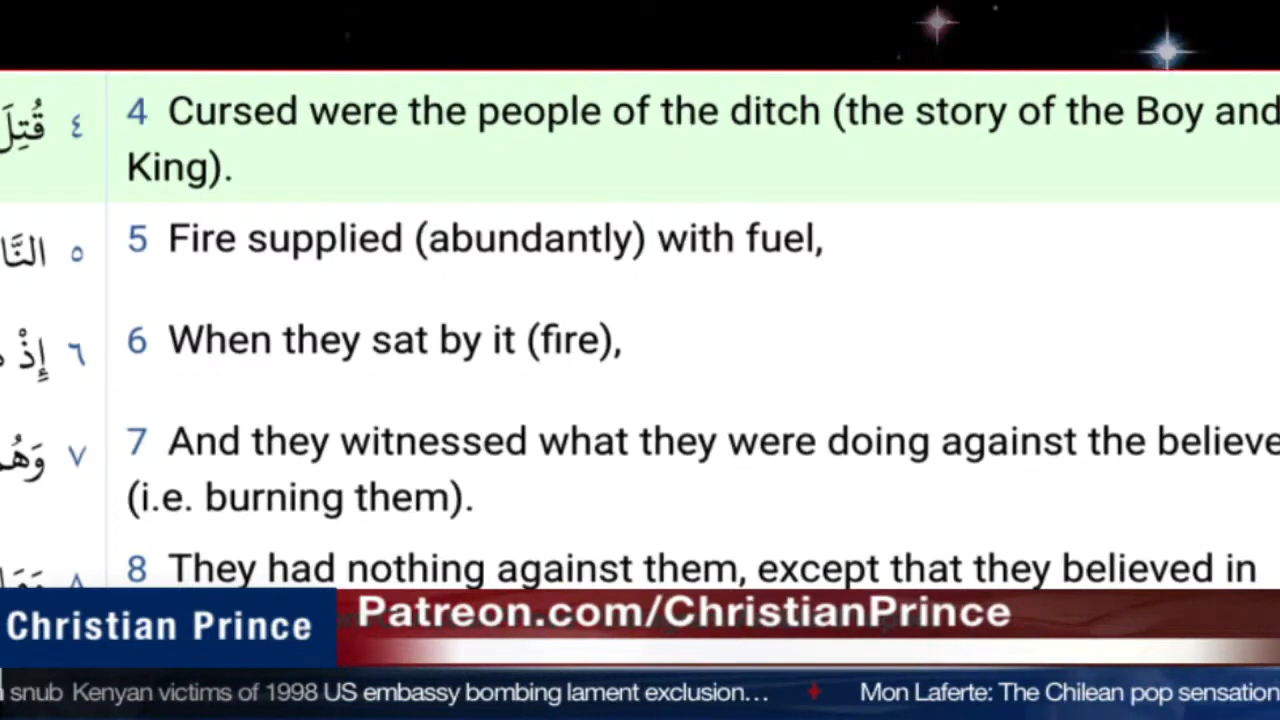 4 Cursed were the people of the ditch (the story of the Boy and
King).
٤ قُتِلَ
5 Fire supplied (abundantly) with fuel,
٥ النَّا
6 When they sat by it (fire),
٦ إِذْ
7 And they witnessed what they were doing against the believe
(i.e. burning them).
٧ وَهُم
8 They had nothing against them, except that they believed in
٨
Christian Prince
Patreon.com/ChristianPrince
snub Kenyan victims of 1998 US embassy bombing lament exclusion… Mon Laferte: The Chilean pop sensation